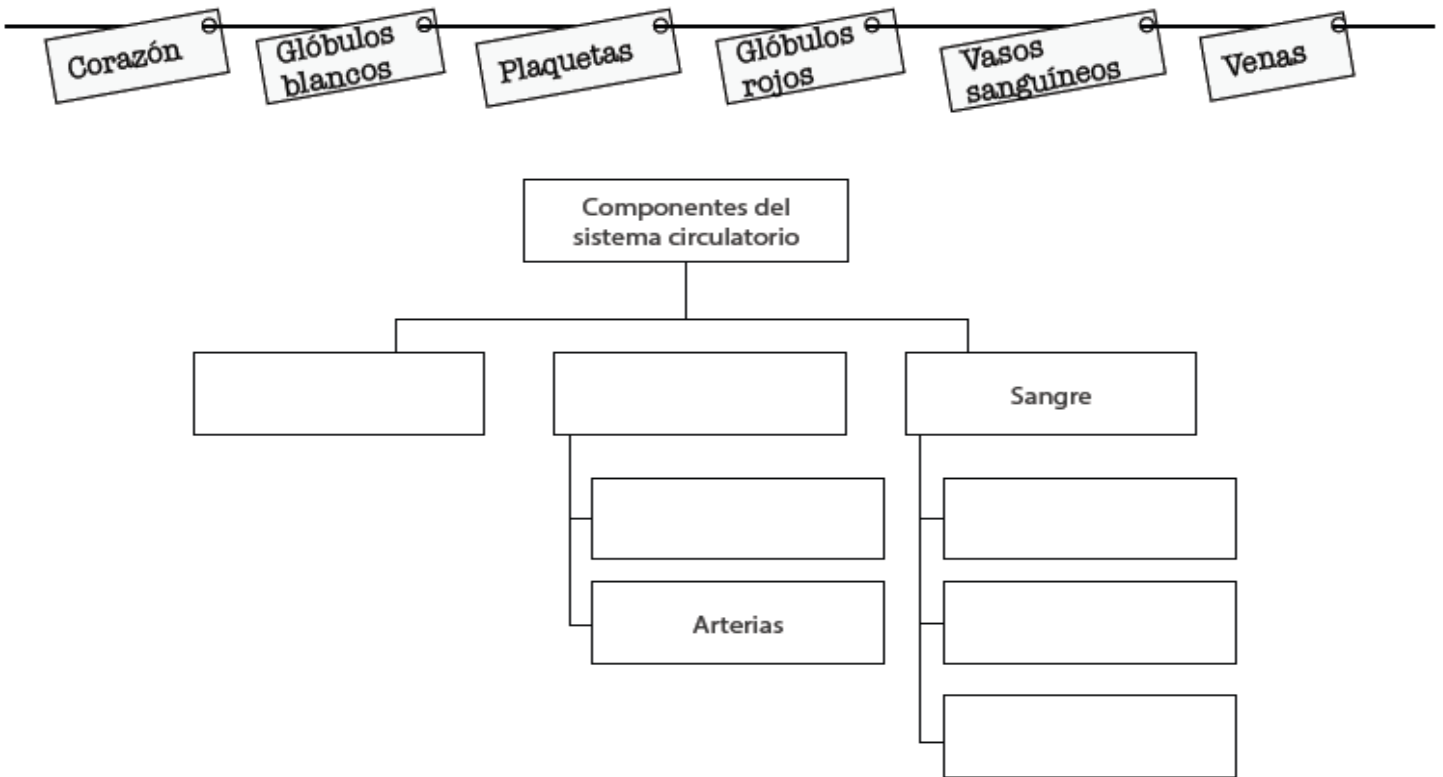 Corazón
Glóbulos
blancos
Plaquetas
Glóbulos
rojos
Vasos
sanguíneos
Venas
Componentes del
sistema circulatorio
Sangre
Arterias